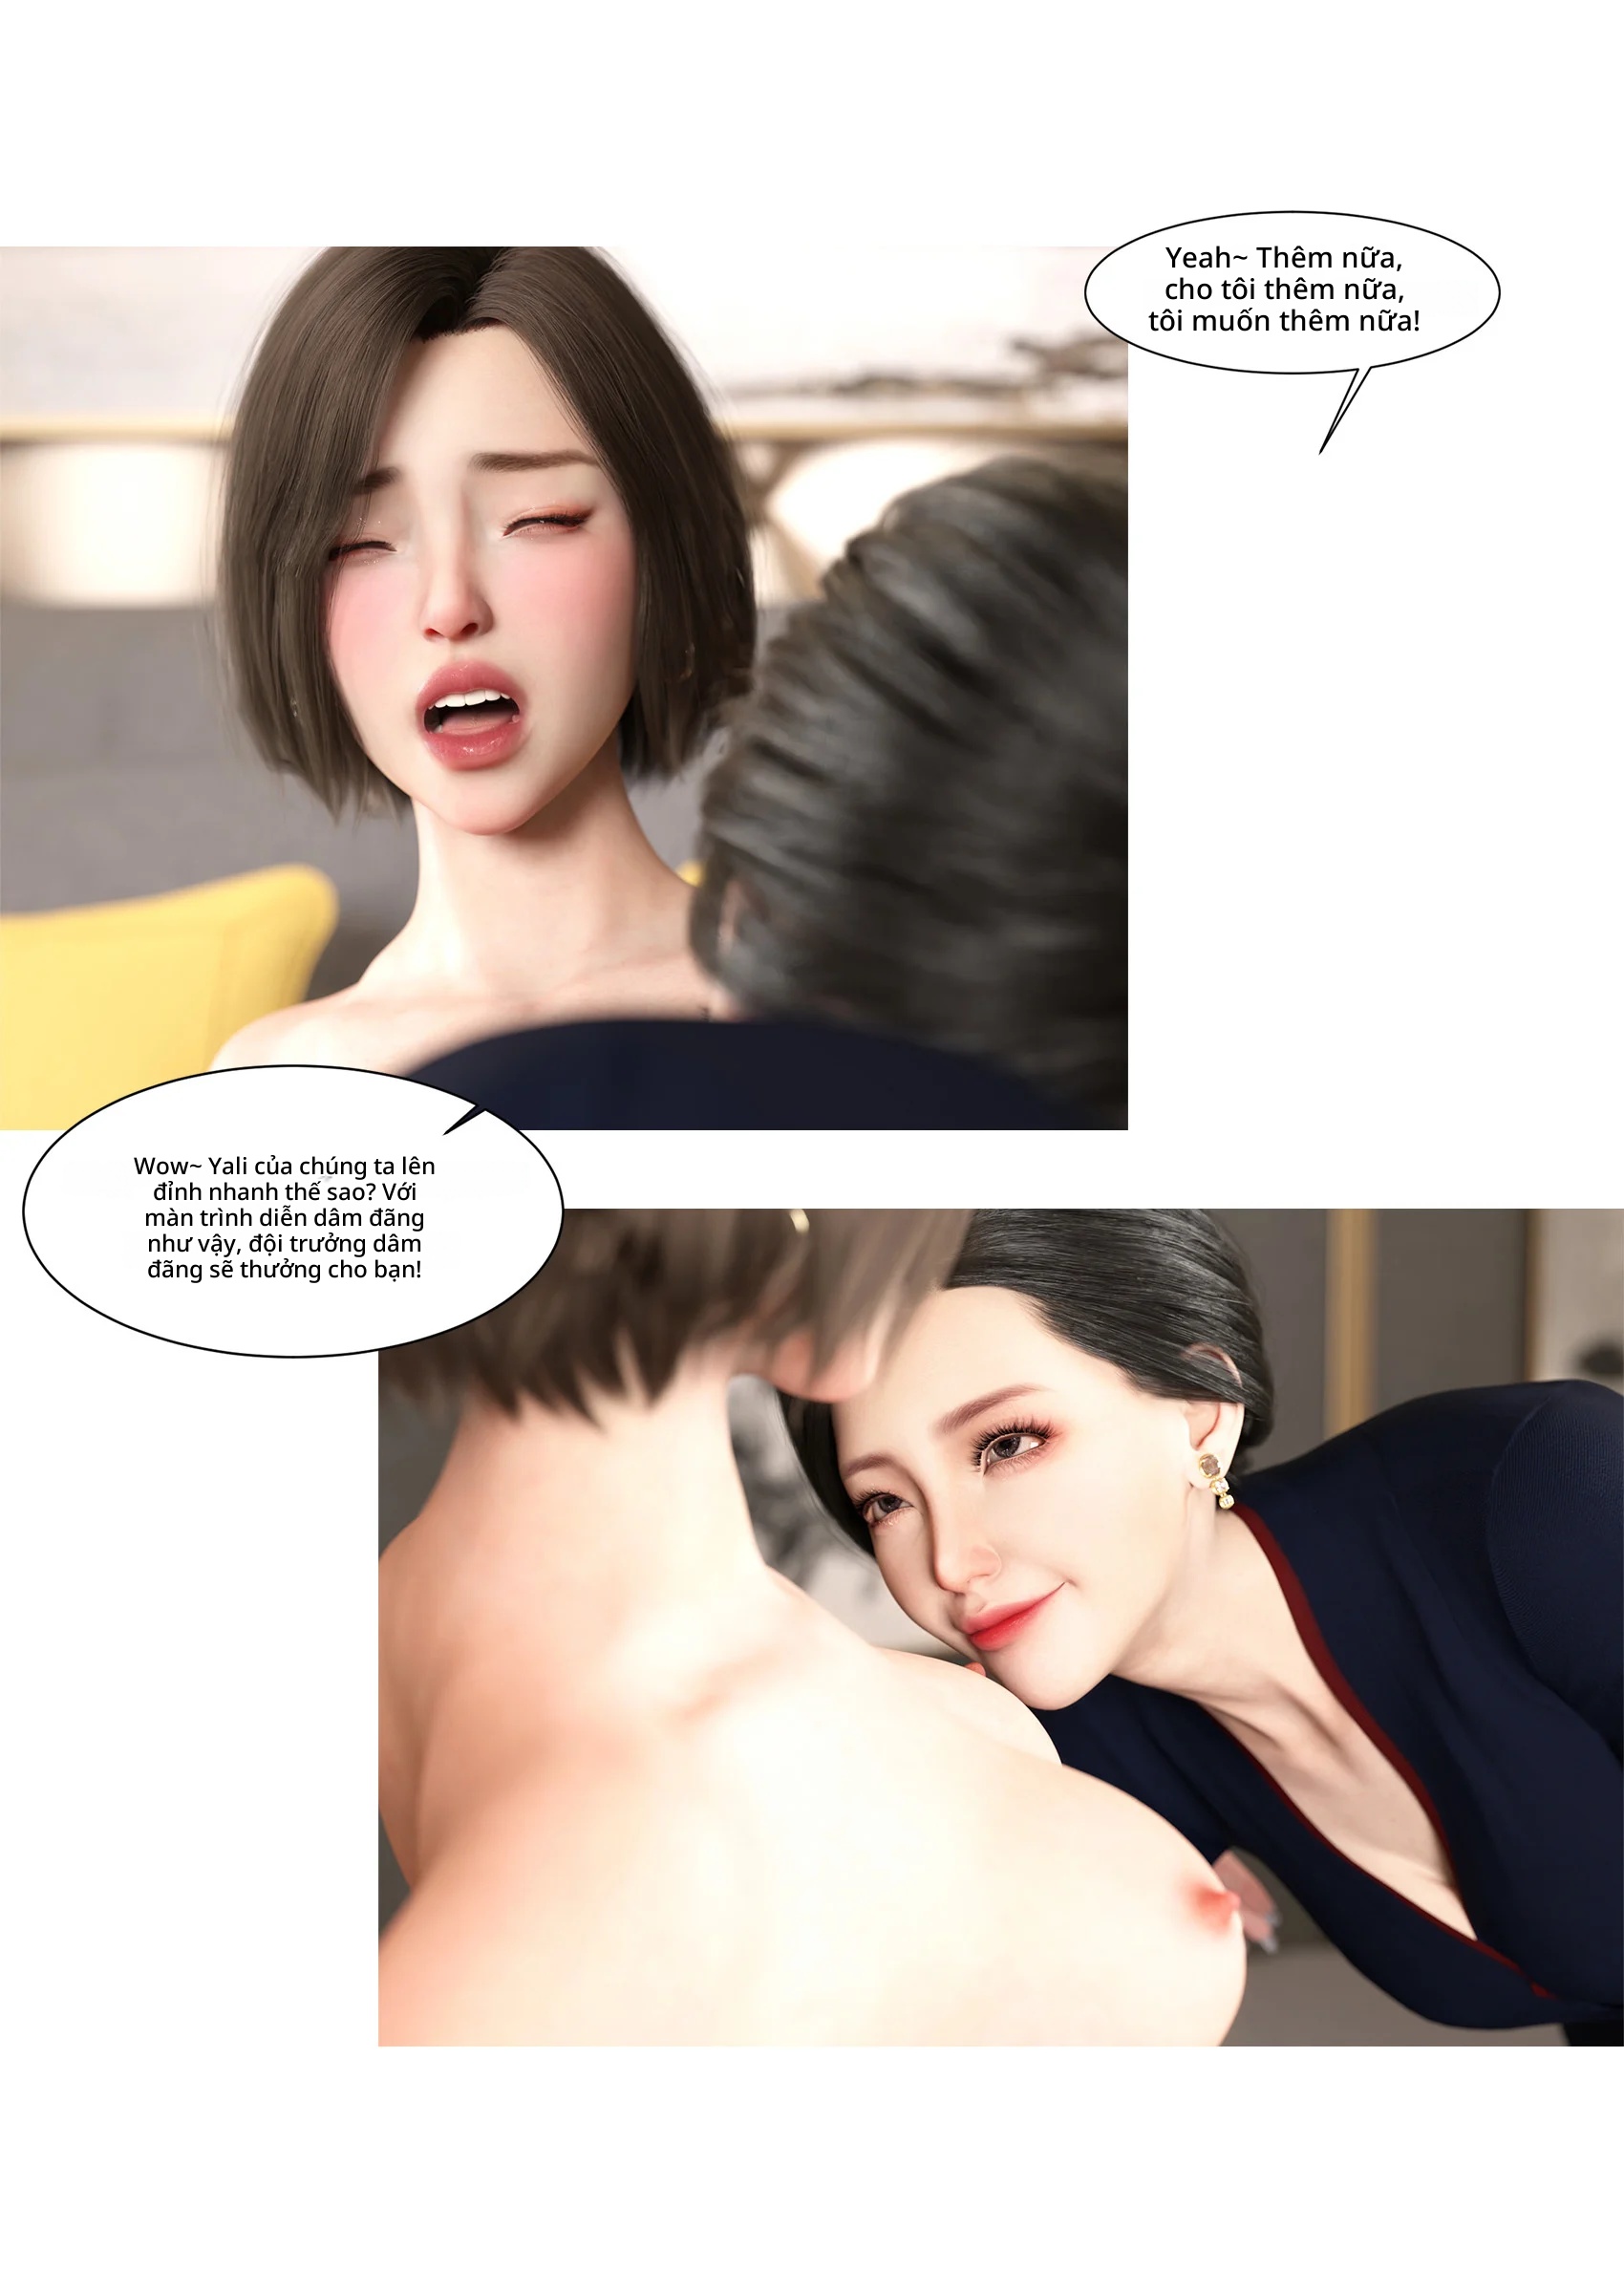 Yeah~ Thêm nữa,
cho tôi thêm nữa,
tôi muốn thêm nữa!
Wow~ Yali của chúng ta lên
đỉnh nhanh thế sao? Với
màn trình diễn dâm đãng
như vậy, đội trưởng dâm
đãng sẽ thưởng cho bạn!